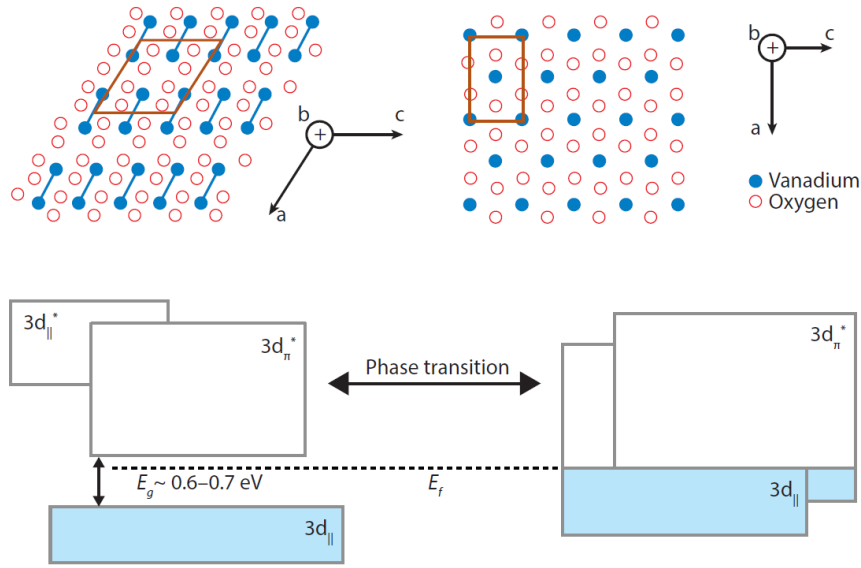 b
c
a
b
c
a
Vanadium
Oxygen
3d||*
3dπ*
Phase transition
3dπ*
Eg ~ 0.6–0.7 eV
Ef
3d||
3d||